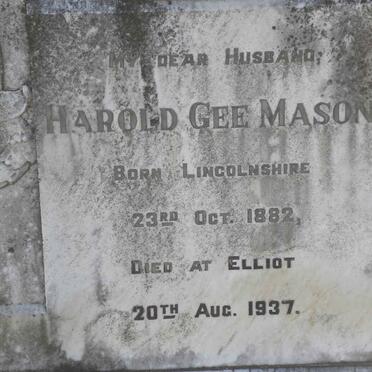 My dear Husband,
Harold Gee Mason
Born Lincolnshire
23rd Oct. 1882,
Died at Elliot
20th Aug. 1937.